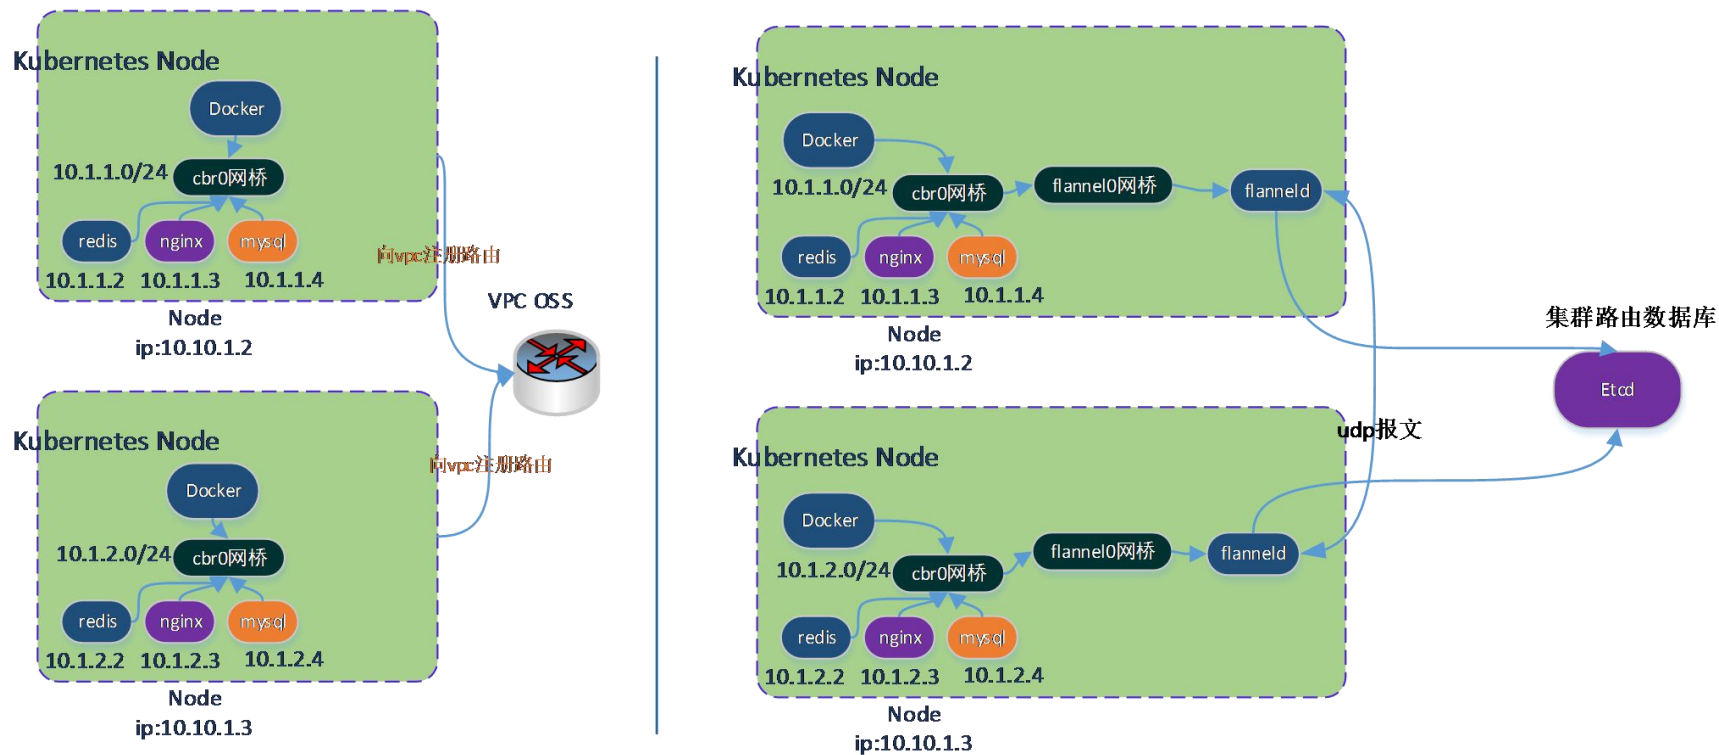 Kubernetes Node
Docker
10.1.1.0/24
cbr0网桥
redis
nginx
mysql
10.1.1.2
10.1.1.3
10.1.1.4
Node
ip:10.10.1.2
向vpc注册路由
VPC OSS
Kubernetes Node
Docker
10.1.2.0/24
cbr0网桥
redis
nginx
mysql
10.1.2.2
10.1.2.3
10.1.2.4
Node
ip:10.10.1.3
向vpc注册路由
Kubernetes Node
Docker
10.1.1.0/24
cbr0网桥
flannel0网桥
flanneld
redis
nginx
mysql
10.1.1.2
10.1.1.3
10.1.1.4
Node
ip:10.10.1.2
集群路由数据库
Etcd
udp报文
Kubernetes Node
Docker
10.1.2.0/24
cbr0网桥
flannel0网桥
flanneld
redis
nginx
mysql
10.1.2.2
10.1.2.3
10.1.2.4
Node
ip:10.10.1.3